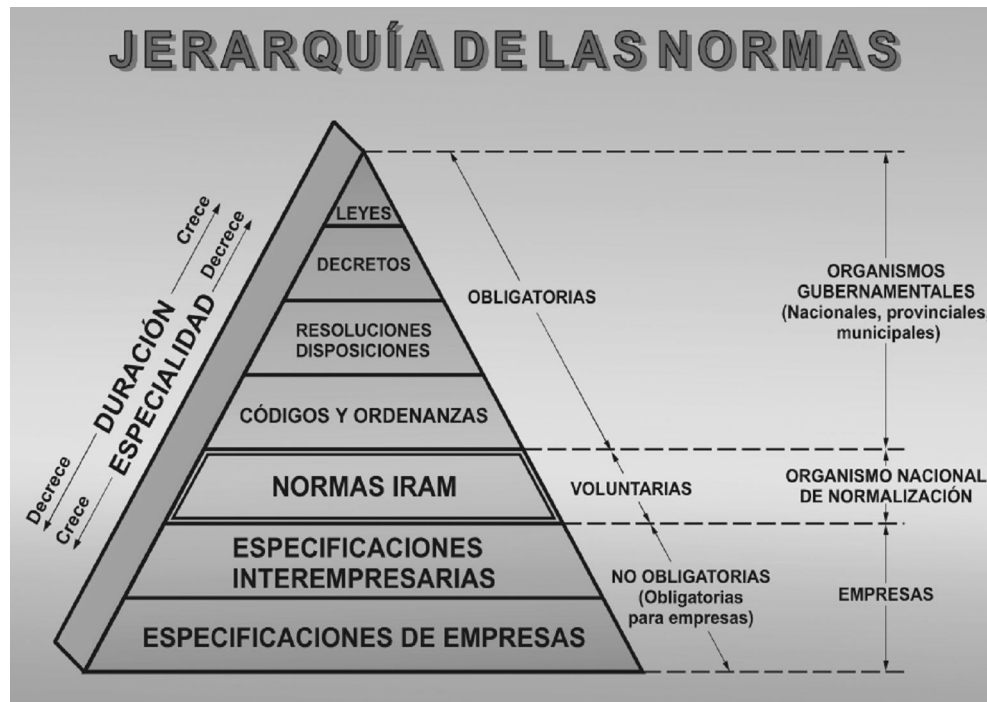 JERARQUÍA DE LAS NORMAS
LEYES
DECRETOS
RESOLUCIONES
DISPOSICIONES
CÓDIGOS Y ORDENANZAS
NORMAS IRAM
ESPECIFICACIONES
INTEREMPRESARIAS
ESPECIFICACIONES DE EMPRESAS
Crece
DURACIÓN
Decrece
Decrece
ESPECIALIDAD
Crece
OBLIGATORIAS
VOLUNTARIAS
NO OBLIGATORIAS
(Obligatorias
para empresas)
ORGANISMOS
GUBERNAMENTALES
(Nacionales, provinciales,
municipales)
ORGANISMO NACIONAL
DE NORMALIZACIÓN
EMPRESAS